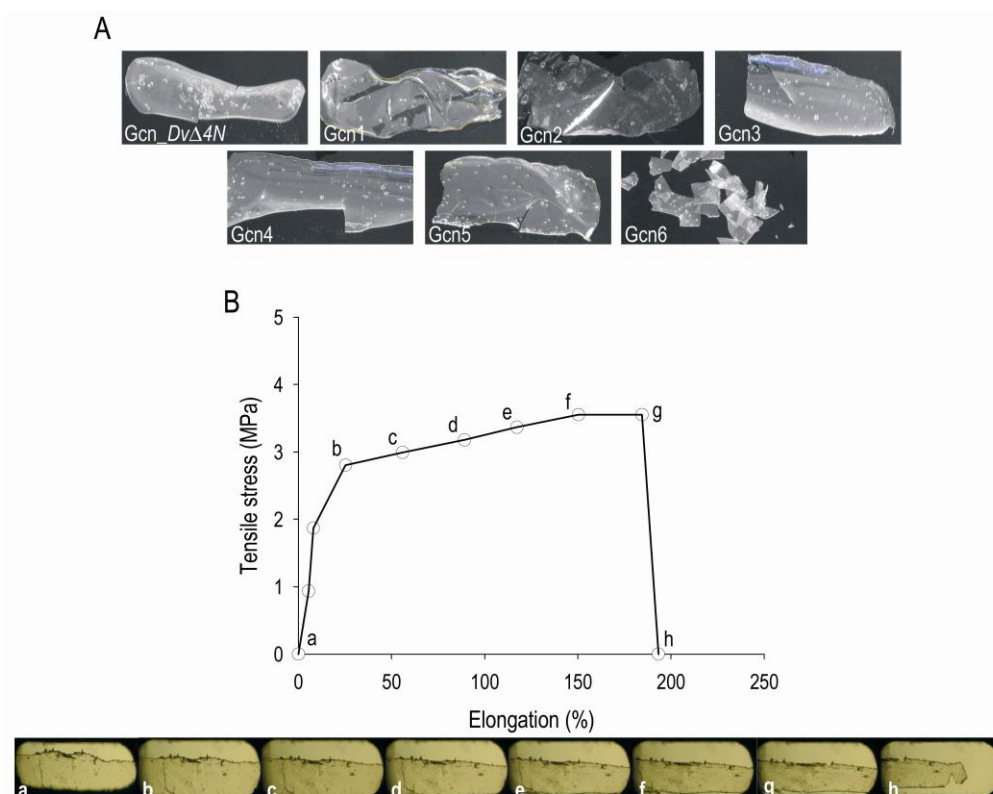 A
Gcn_DvΔ4N Gcn1 Gcn2 Gcn3
Gcn4 Gcn5 Gcn6
B
Tensile stress (MPa)
5
4
3
2
1
0
a
b
c
d
e
f
g
h
0 50 100 150 200 250
Elongation (%)
a b c d e f g h